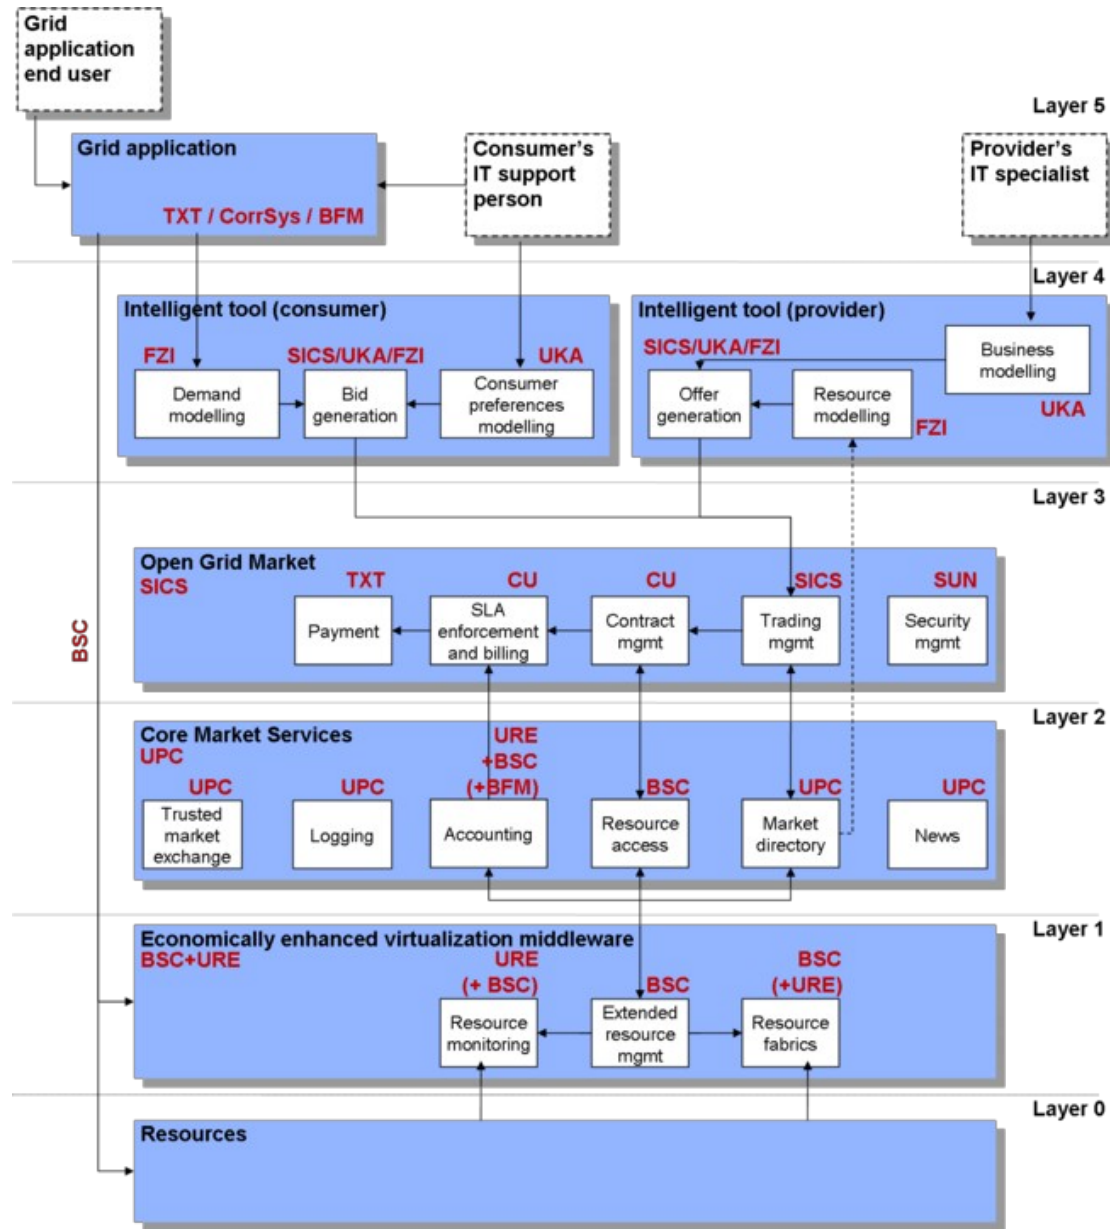 Grid
application
end user
Layer 5
Grid application
TXT / CorrSys / BFM
Consumer's
IT support
person
Provider's
IT specialist
Layer 4
Intelligent tool (consumer)
FZI
SICS/UKA/FZI
UKA
Demand
modelling
Bid
generation
Consumer
preferences
modelling
Intelligent tool (provider)
SICS/UKA/FZI
Business
modelling
UKA
Offer
generation
Resource
modelling
FZI
Layer 3
Open Grid Market
SICS
TXT
CU
CU
SICS
SUN
Payment
SLA
enforcement
and billing
Contract
mgmt
Trading
mgmt
Security
mgmt
BSC
Layer 2
Core Market Services
UPC
URE
+BSC
(+BFM)
UPC
UPC
BSC
UPC
UPC
Trusted
market
exchange
Logging
Accounting
Resource
access
Market
directory
News
Layer 1
Economically enhanced virtualization middleware
BSC+URE
URE
(+ BSC)
BSC
BSC
(+URE)
Resource
monitoring
Extended
resource
mgmt
Resource
fabrics
Layer 0
Resources